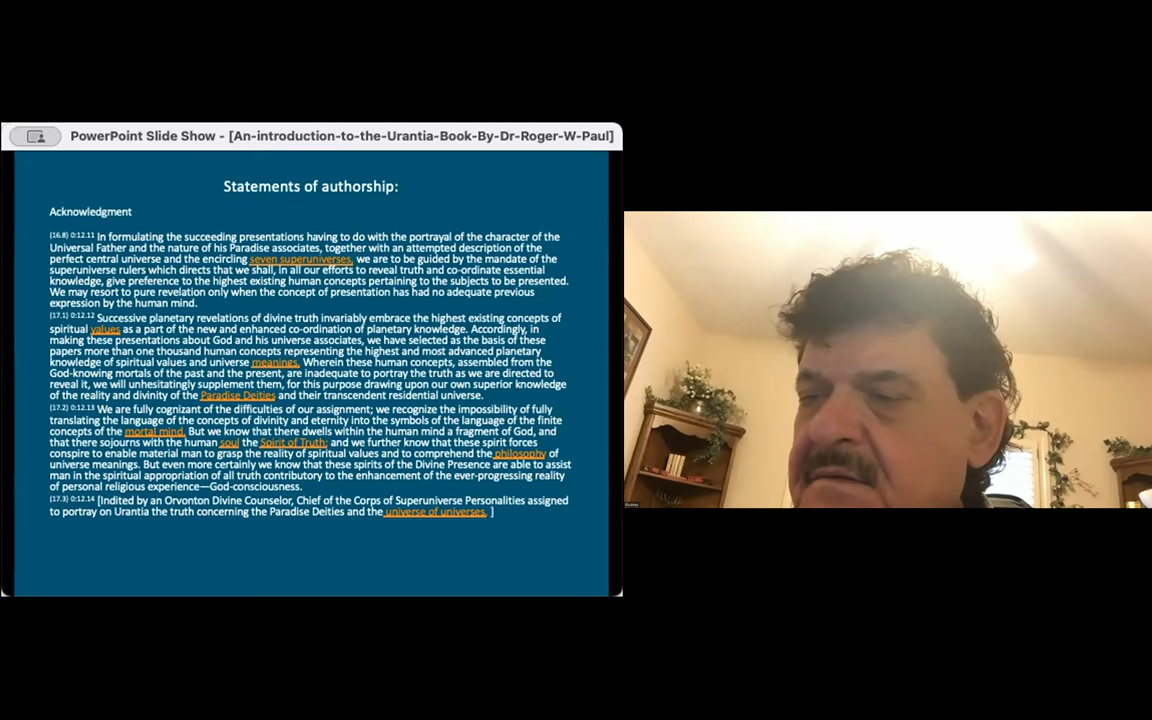 PowerPoint Slide Show - [An-introduction-to-the-Urantia-Book-By-Dr-Roger-W-Paul]
Statements of authorship:
Acknowledgment
(16.8) 0:12.11 In formulating the succeeding presentations having to do with the portrayal of the character of the
Universal Father and the nature of his Paradise associates, together with an attempted description of the
perfect central universe and the encircling seven superuniverses, we are to be guided by the mandate of the
superuniverse rulers which directs that we shall, in all our efforts to reveal truth and co-ordinate essential
knowledge, give preference to the highest existing human concepts pertaining to the subjects to be presented.
We may resort to pure revelation only when the concept of presentation has had no adequate previous
expression by the human mind.
(17.1) 0:12.12 Successive planetary revelations of divine truth invariably embrace the highest existing concepts of
spiritual values as a part of the new and enhanced co-ordination of planetary knowledge. Accordingly, in
making these presentations about God and his universe associates, we have selected as the basis of these
papers more than one thousand human concepts representing the highest and most advanced planetary
knowledge of spiritual values and universe meanings. Wherein these human concepts, assembled from the
God-knowing mortals of the past and the present, are inadequate to portray the truth as we are directed to
reveal it, we will unhesitatingly supplement them, for this purpose drawing upon our own superior knowledge
of the reality and divinity of the Paradise Deities and their transcendent residential universe.
(17.2) 0:12.13 We are fully cognizant of the difficulties of our assignment; we recognize the impossibility of fully
translating the language of the concepts of divinity and eternity into the symbols of the language of the finite
concepts of the mortal mind. But we know that there dwells within the human mind a fragment of God, and
that there sojourns with the human soul the Spirit of Truth; and we further know that these spirit forces
conspire to enable material man to grasp the reality of spiritual values and to comprehend the philosophy of
universe meanings. But even more certainly we know that these spirits of the Divine Presence are able to assist
man in the spiritual appropriation of all truth contributory to the enhancement of the ever-progressing reality
of personal religious experience—God-consciousness.
(17.3) 0:12.14 [Indited by an Orvonton Divine Counselor, Chief of the Corps of Superuniverse Personalities assigned
to portray on Urantia the truth concerning the Paradise Deities and the universe of universes. ]
Rodney